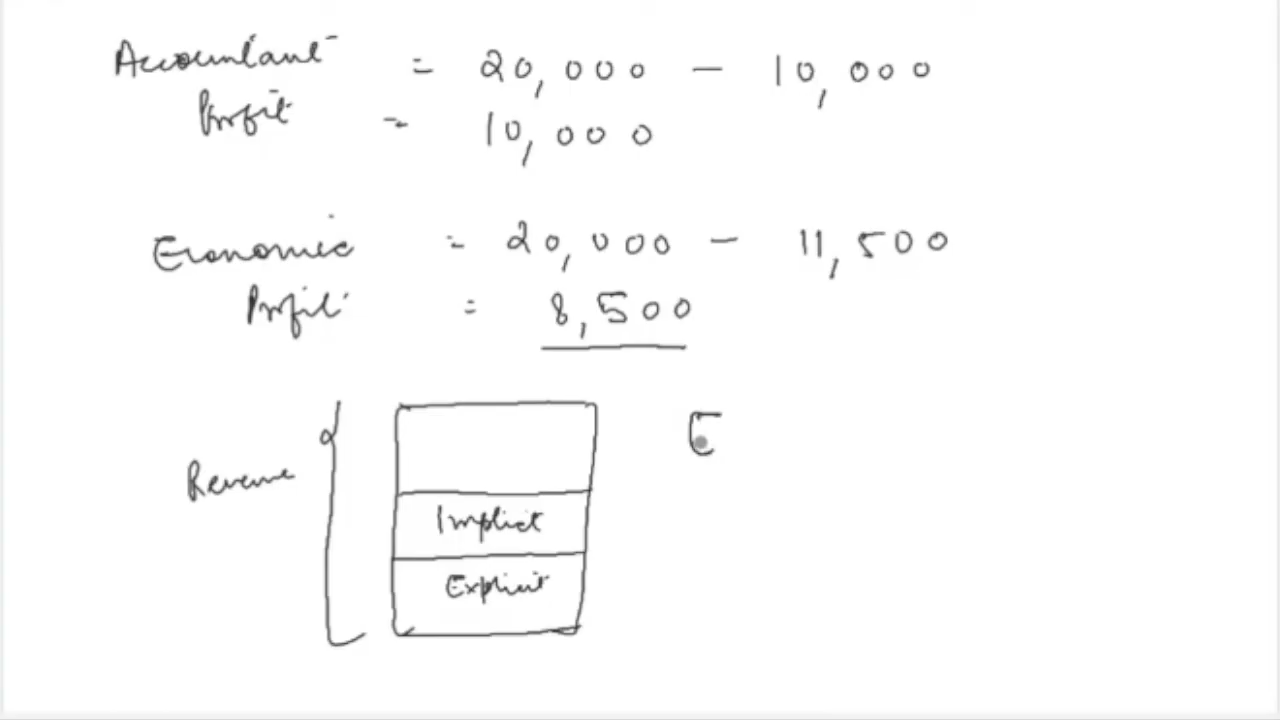 Accountant = 20,000 - 10,000
Profit = 10,000
Economic = 20,000 - 11,500
Profit = 8,500
E
Revenue
Implicit
Explicit